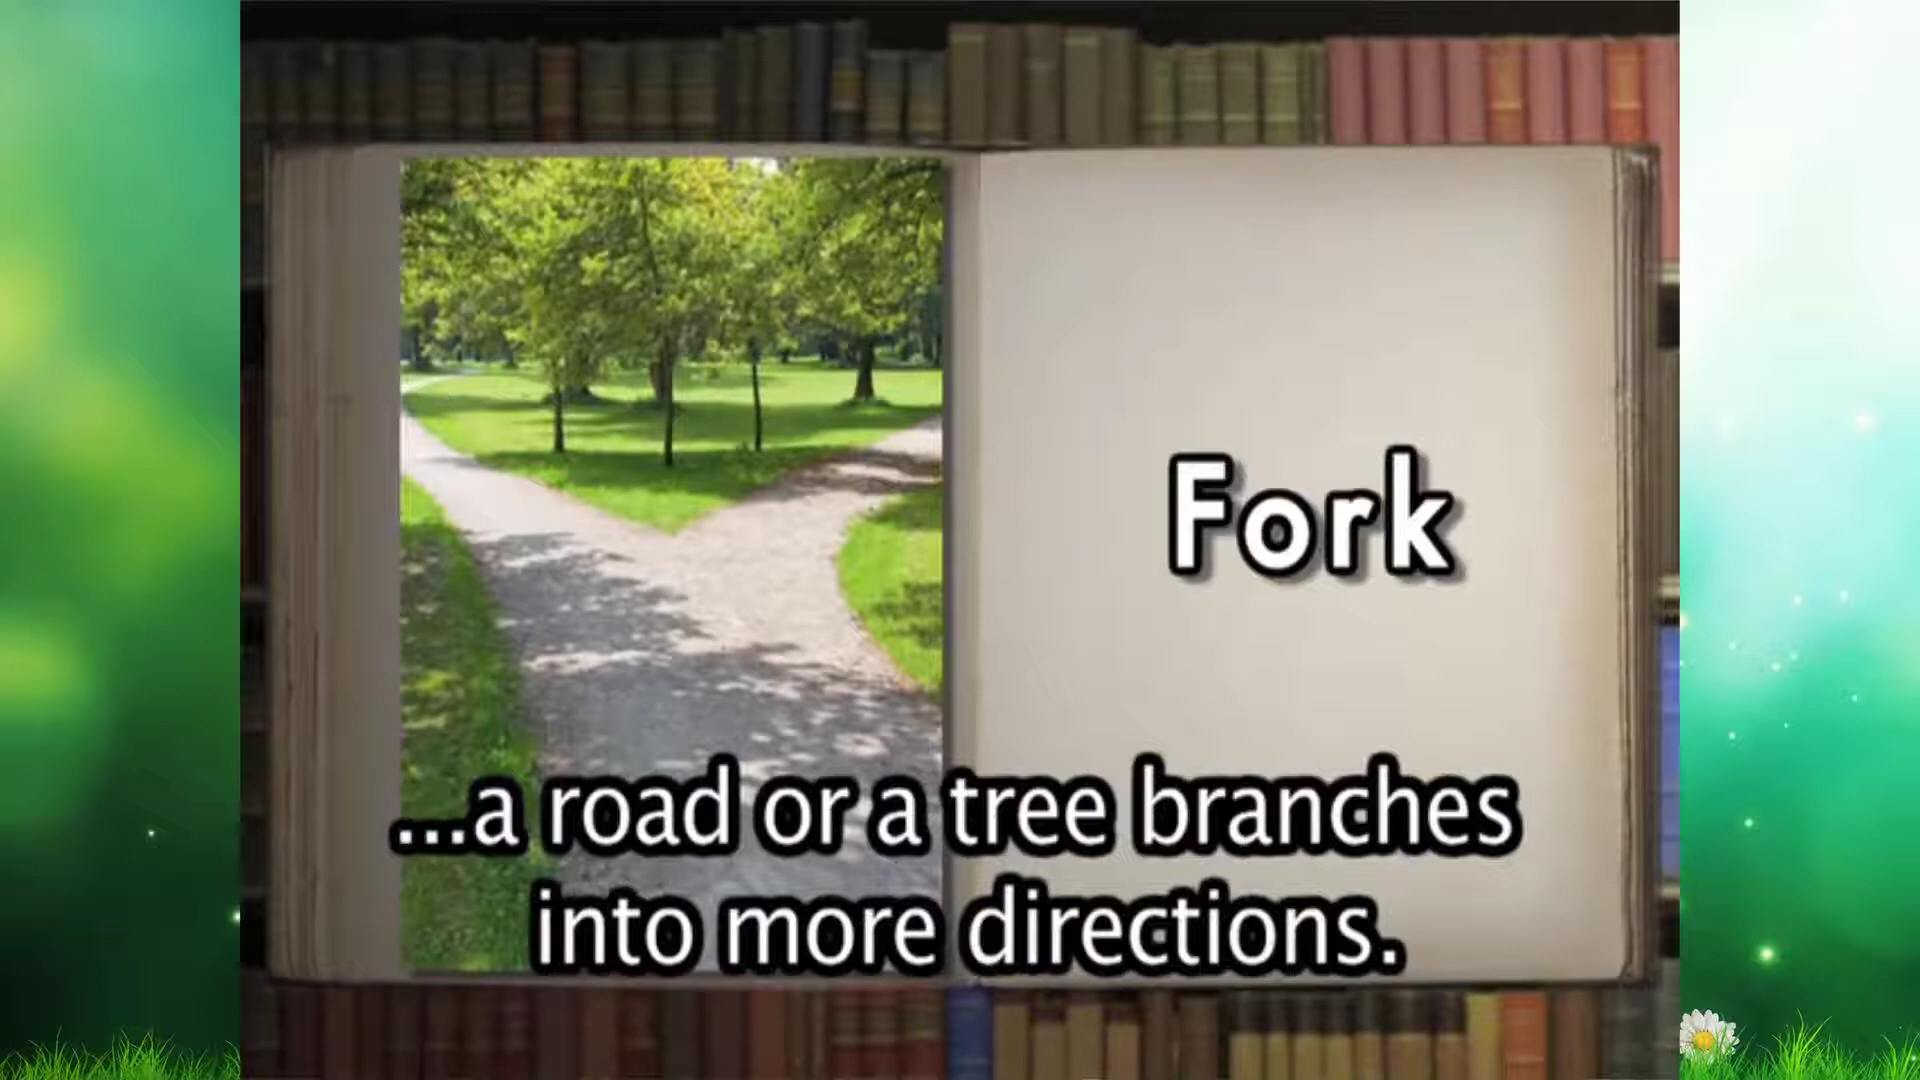 Fork
...a road or a tree branches
into more directions.